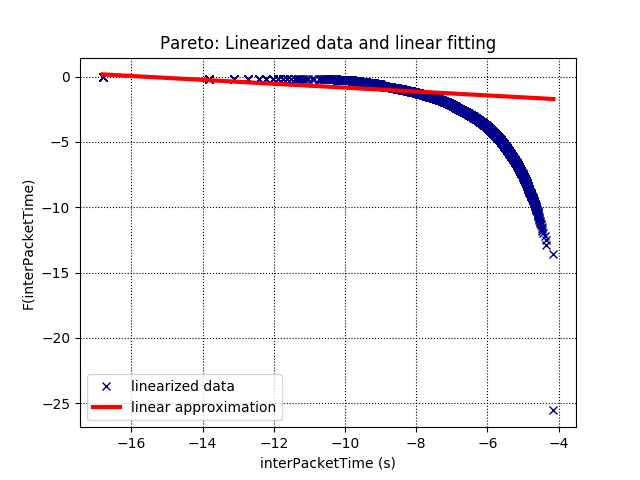 Pareto: Linearized data and linear fitting
0
−5
−10
−15
−20
−25
F(interPacketTime)
linearized data
linear approximation
−16 −14 −12 −10 −8 −6 −4
interPacketTime (s)